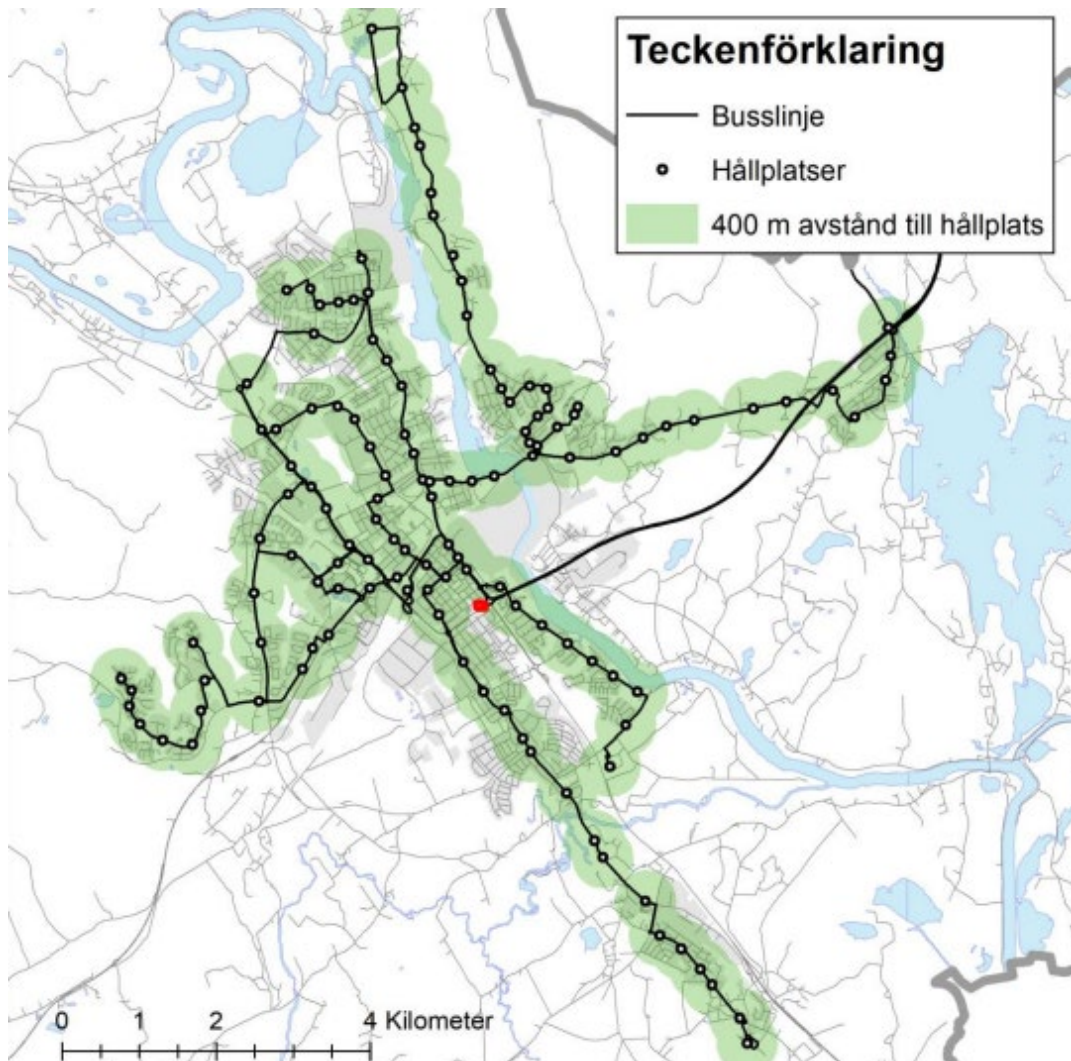 Teckenförklaring
Busslinje
Hållplatser
400 m avstånd till hållplats
0 1 2 4 Kilometer